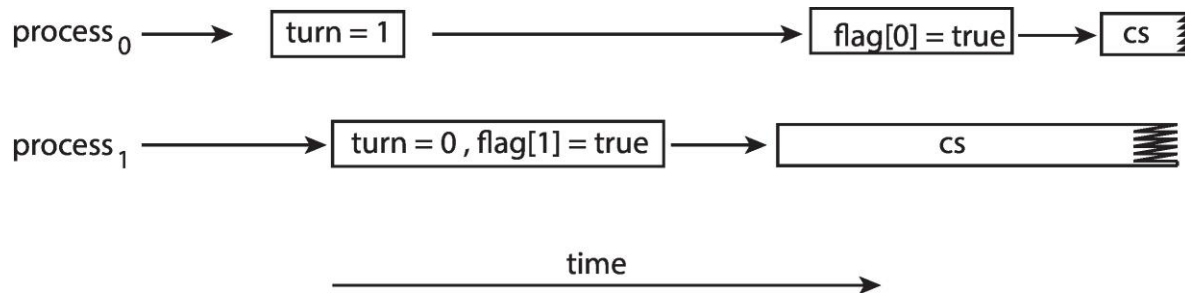 process₀ turn = 1 flag[0] = true cs
process₁ turn = 0 , flag[1] = true cs
time